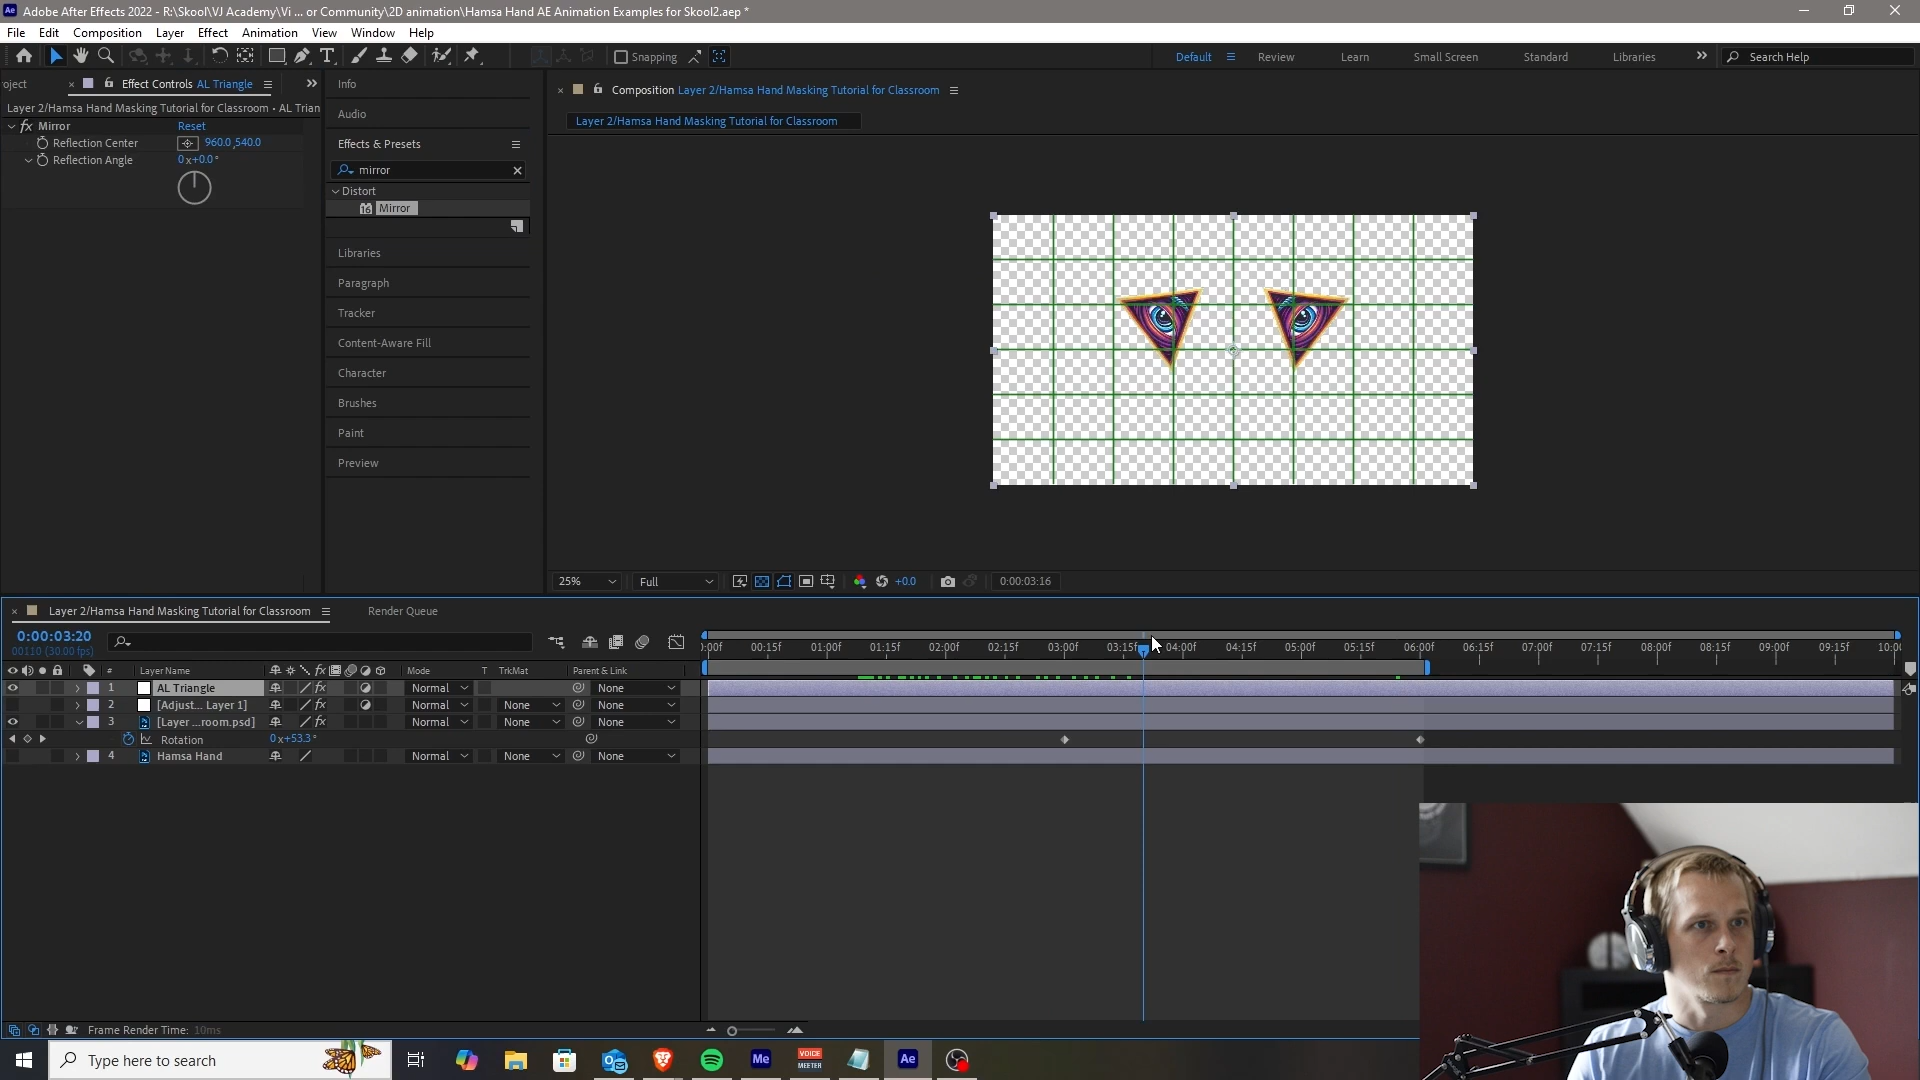 Adobe After Effects 2022 - R:\Skool\VJ Academy\Vi ... or Community\2D animation\Hamsa Hand AE Animation Examples for Skool2.aep *
File Edit Composition Layer Effect Animation View Window Help
Snapping
Default Review Learn Small Screen Standard Libraries Search Help
oject Effect Controls AL Triangle
Layer 2/Hamsa Hand Masking Tutorial for Classroom • AL Trian
fx Mirror Reset
Reflection Center 960.0,540.0
Reflection Angle 0x+0.0°
Info
Audio
Effects & Presets
mirror
Distort
16 Mirror
Libraries
Paragraph
Tracker
Content-Aware Fill
Character
Brushes
Paint
Preview
Composition Layer 2/Hamsa Hand Masking Tutorial for Classroom
Layer 2/Hamsa Hand Masking Tutorial for Classroom
25% Full +0.0 0:00:03:16
Layer 2/Hamsa Hand Masking Tutorial for Classroom Render Queue
0:00:03:20
00110 (30.00 fps)
):00f 00:15f 01:00f 01:15f 02:00f 02:15f 03:00f 03:15f 04:00f 04:15f 05:00f 05:15f 06:00f 06:15f 07:00f 07:15f 08:00f 08:15f 09:00f 09:15f 10:00
# Layer Name fx Mode T TrkMat Parent & Link
1 AL Triangle fx Normal None
2 [Adjust... Layer 1] fx Normal None None
3 [Layer ...room.psd] fx Normal None None
Rotation 0x+53.3°
4 Hamsa Hand Normal None None
Frame Render Time: 10ms
Type here to search
Me
VOICE
MEETER
Ae